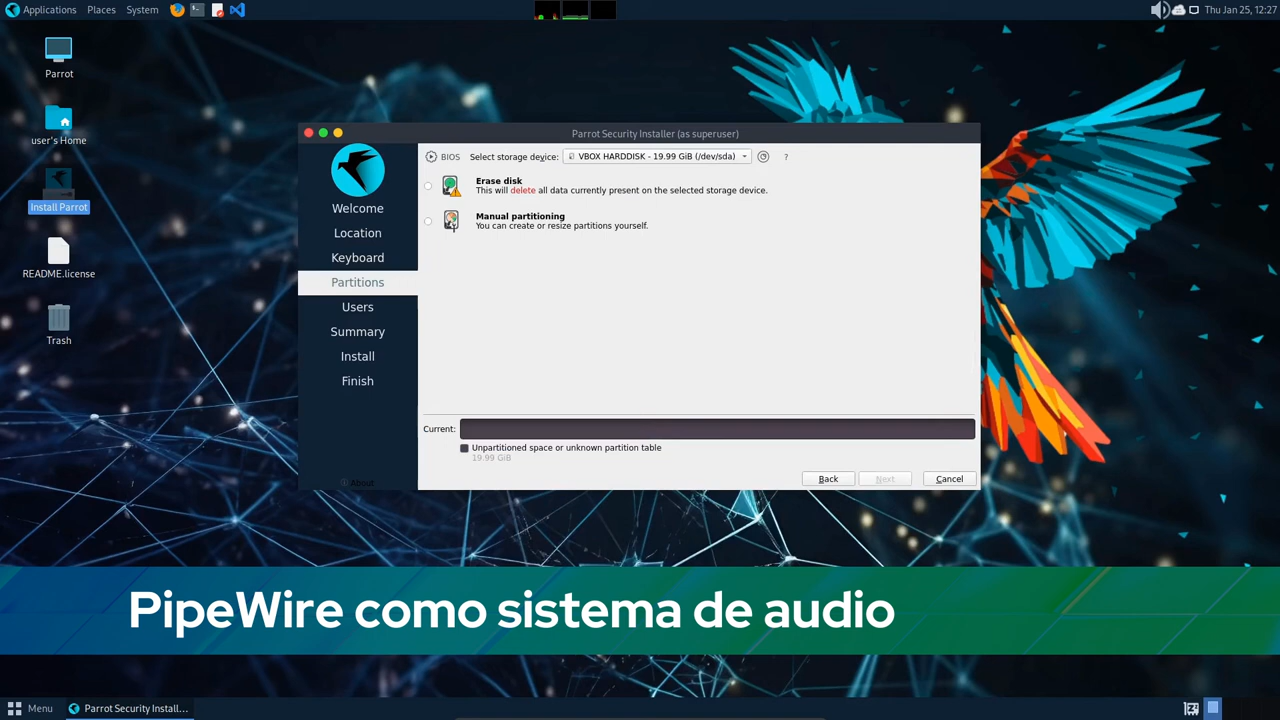 Applications Places System
Thu Jan 25, 12:27
Parrot
user's Home
Install Parrot
README.license
Trash
Parrot Security Installer (as superuser)
Welcome
Location
Keyboard
Partitions
Users
Summary
Install
Finish
About
BIOS Select storage device: VBOX HARDDISK - 19.99 GiB (/dev/sda) ?
Erase disk
This will delete all data currently present on the selected storage device.
Manual partitioning
You can create or resize partitions yourself.
Current:
Unpartitioned space or unknown partition table
19.99 GiB
Back Next Cancel
PipeWire como sistema de audio
Menu Parrot Security Install...